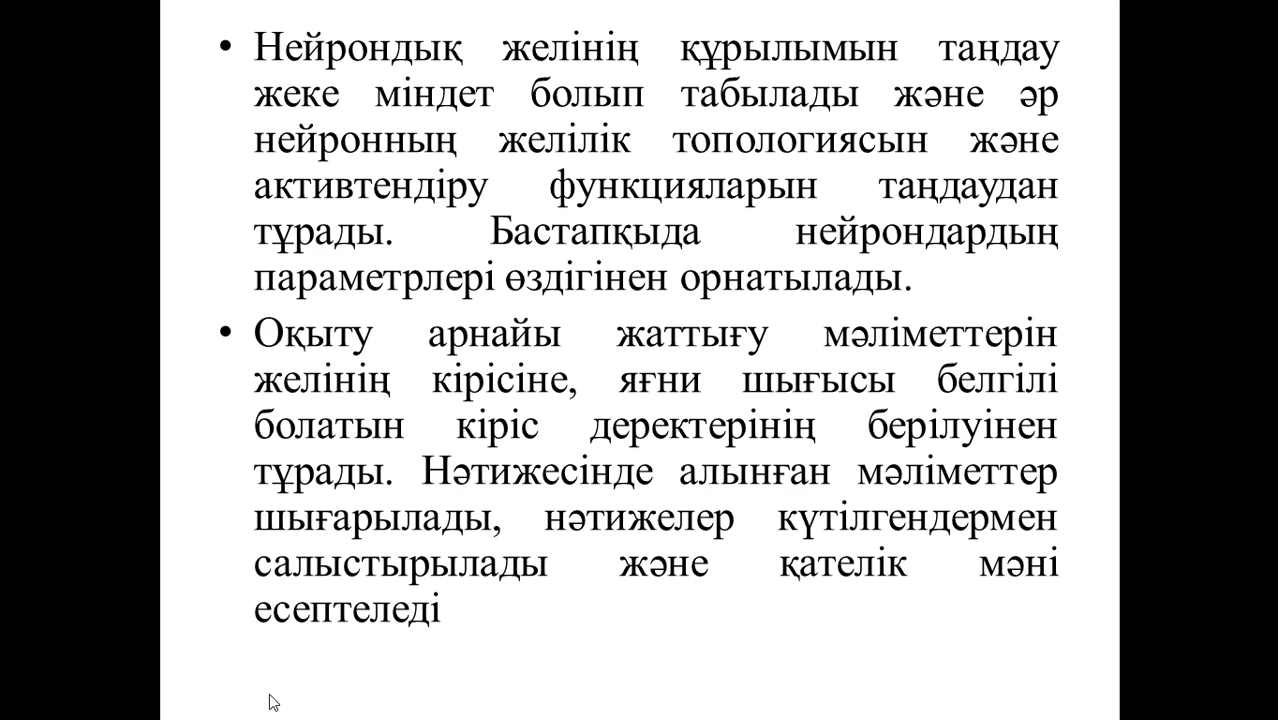 • Нейрондық желінің құрылымын таңдау
жеке міндет болып табылады және әр
нейронның желілік топологиясын және
активтендіру функцияларын таңдаудан
тұрады. Бастапқыда нейрондардың
параметрлері өздігінен орнатылады.
• Оқыту арнайы жаттығу мәліметтерін
желінің кірісіне, яғни шығысы белгілі
болатын кіріс деректерінің берілуінен
тұрады. Нәтижесінде алынған мәліметтер
шығарылады, нәтижелер күтілгендермен
салыстырылады және қателік мәні
есептеледі